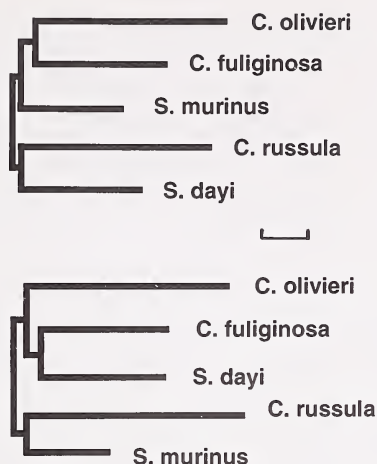 C. olivieri
C. fuliginosa
S. murinus
C. russula
S. dayi
C. olivieri
C. fuliginosa
S. dayi
C. russula
S. murinus